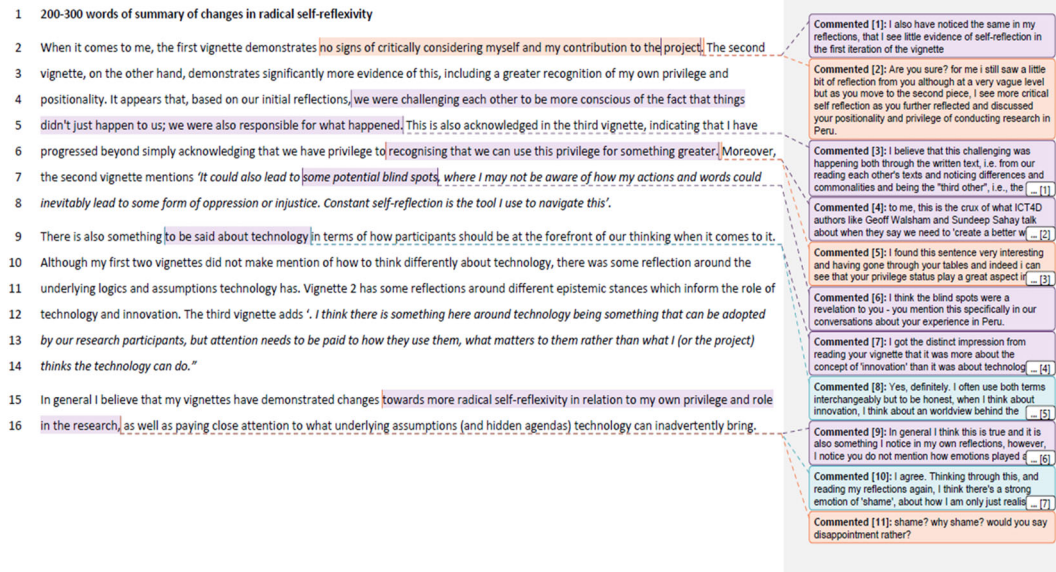 1 200-300 words of summary of changes in radical self-reflexivity
2 When it comes to me, the first vignette demonstrates no signs of critically considering myself and my contribution to the project. The second
3 vignette, on the other hand, demonstrates significantly more evidence of this, including a greater recognition of my own privilege and
4 positionality. It appears that, based on our initial reflections, we were challenging each other to be more conscious of the fact that things
5 didn't just happen to us; we were also responsible for what happened. This is also acknowledged in the third vignette, indicating that I have
6 progressed beyond simply acknowledging that we have privilege to recognising that we can use this privilege for something greater. Moreover,
7 the second vignette mentions 'It could also lead to some potential blind spots, where I may not be aware of how my actions and words could
8 inevitably lead to some form of oppression or injustice. Constant self-reflection is the tool I use to navigate this'.
9 There is also something to be said about technology in terms of how participants should be at the forefront of our thinking when it comes to it.
10 Although my first two vignettes did not make mention of how to think differently about technology, there was some reflection around the
11 underlying logics and assumptions technology has. Vignette 2 has some reflections around different epistemic stances which inform the role of
12 technology and innovation. The third vignette adds '. I think there is something here around technology being something that can be adopted
13 by our research participants, but attention needs to be paid to how they use them, what matters to them rather than what I (or the project)
14 thinks the technology can do."
15 In general I believe that my vignettes have demonstrated changes towards more radical self-reflexivity in relation to my own privilege and role
16 in the research, as well as paying close attention to what underlying assumptions (and hidden agendas) technology can inadvertently bring.
Commented [1]: I also have noticed the same in my
reflections, that I see little evidence of self-reflection in
the first iteration of the vignette
Commented [2]: Are you sure? for me i still saw a little
bit of reflection from you although at a very vague level
but as you move to the second piece, I see more critical
self reflection as you further reflected and discussed
your positionality and privilege of conducting research in
Peru.
Commented [3]: I believe that this challenging was
happening both through the written text, i.e. from our
reading each other's texts and noticing differences and
commonalities and being the "third other", i.e., the ... [1]
Commented [4]: to me, this is the crux of what ICT4D
authors like Geoff Walsham and Sundeep Sahay talk
about when they say we need to 'create a better w ... [2]
Commented [5]: I found this sentence very interesting
and having gone through your tables and indeed i can
see that your privilege status play a great aspect in ... [3]
Commented [6]: I think the blind spots were a
revelation to you - you mention this specifically in our
conversations about your experience in Peru.
Commented [7]: I got the distinct impression from
reading your vignette that it was more about the
concept of 'innovation' than it was about technolog ... [4]
Commented [8]: Yes, definitely. I often use both terms
interchangeably but to be honest, when I think about
innovation, I think about an worldview behind the ... [5]
Commented [9]: In general I think this is true and it is
also something I notice in my own reflections, however,
I notice you do not mention how emotions played ... [6]
Commented [10]: I agree. Thinking through this, and
reading my reflections again, I think there's a strong
emotion of 'shame', about how I am only just realis ... [7]
Commented [11]: shame? why shame? would you say
disappointment rather?